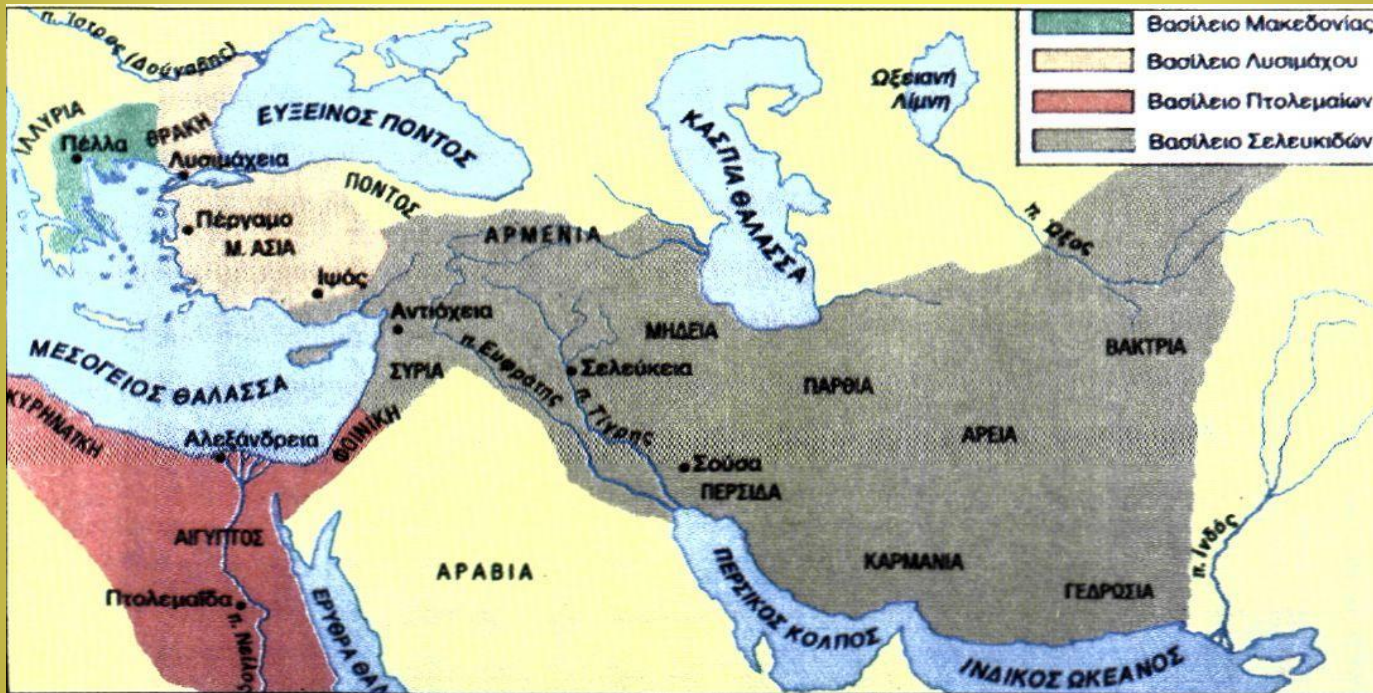 Βασίλειο Μακεδονίας
Βασίλειο Λυσιμάχου
Βασίλειο Πτολεμαίων
Βασίλειο Σελευκιδών
π. Ίστρος (Δούναβης)
ΙΛΛΥΡΙΑ
Πέλλα
ΘΡΑΚΗ
Λυσιμάχεια
ΕΥΞΕΙΝΟΣ ΠΟΝΤΟΣ
ΠΟΝΤΟΣ
ΚΑΣΠΙΑ ΘΑΛΑΣΣΑ
Ωξειανή
Λίμνη
π. Ώξος
Πέργαμο
Μ. ΑΣΙΑ
Ιψός
ΑΡΜΕΝΙΑ
Αντιόχεια
ΣΥΡΙΑ
π. Ευφράτης
Σελεύκεια
π. Τίγρης
ΜΗΔΕΙΑ
ΠΑΡΘΙΑ
ΒΑΚΤΡΙΑ
ΑΡΕΙΑ
ΜΕΣΟΓΕΙΟΣ ΘΑΛΑΣΣΑ
ΚΥΡΗΝΑΪΚΗ
Αλεξάνδρεια
ΦΟΙΝΙΚΗ
Σούσα
ΠΕΡΣΙΔΑ
ΑΙΓΥΠΤΟΣ
Πτολεμαΐδα
π. Νείλος
ΕΡΥΘΡΑ ΘΑΛ
ΑΡΑΒΙΑ
ΠΕΡΣΙΚΟΣ ΚΟΛΠΟΣ
ΚΑΡΜΑΝΙΑ
ΓΕΔΡΩΣΙΑ
π. Ινδός
ΙΝΔΙΚΟΣ ΩΚΕΑΝΟΣ